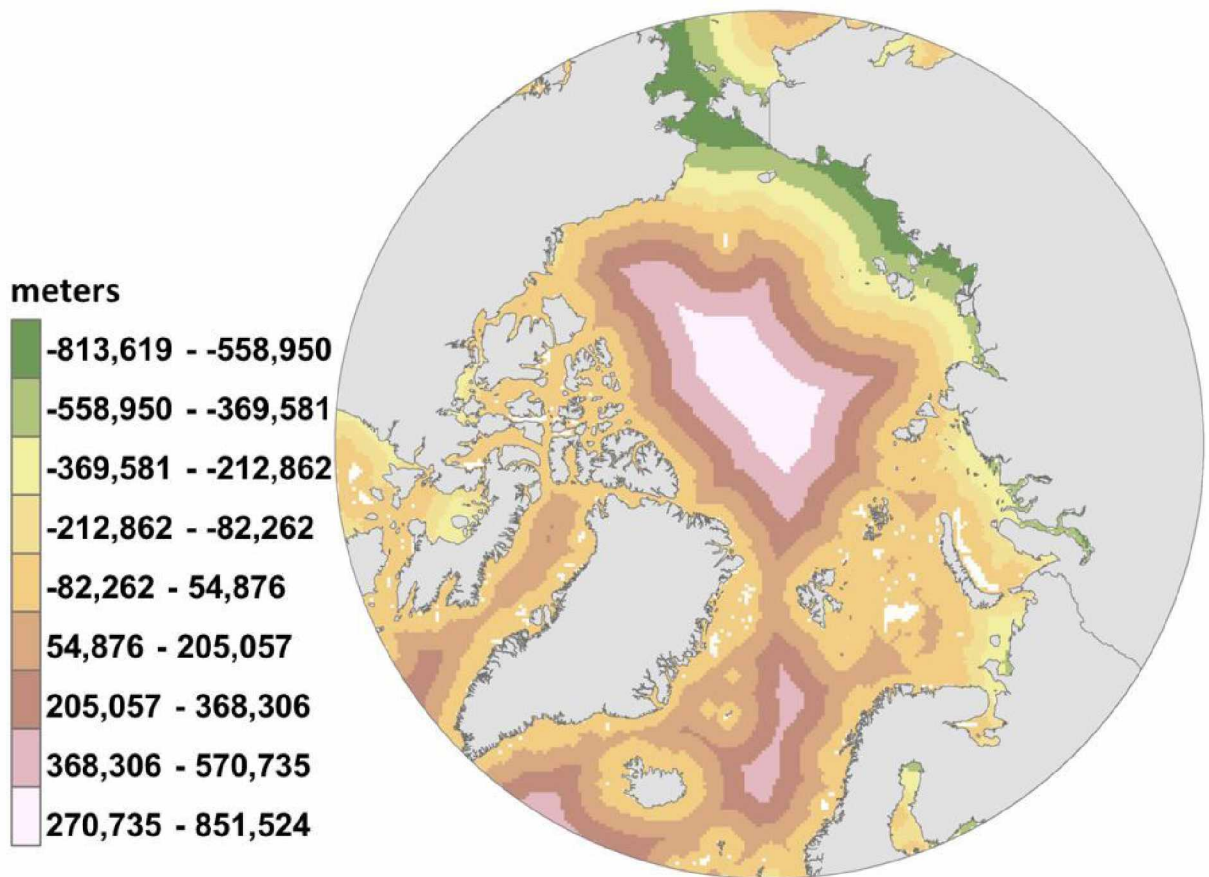 meters
-813,619 - -558,950
-558,950 - -369,581
-369,581 - -212,862
-212,862 - -82,262
-82,262 - 54,876
54,876 - 205,057
205,057 - 368,306
368,306 - 570,735
270,735 - 851,524